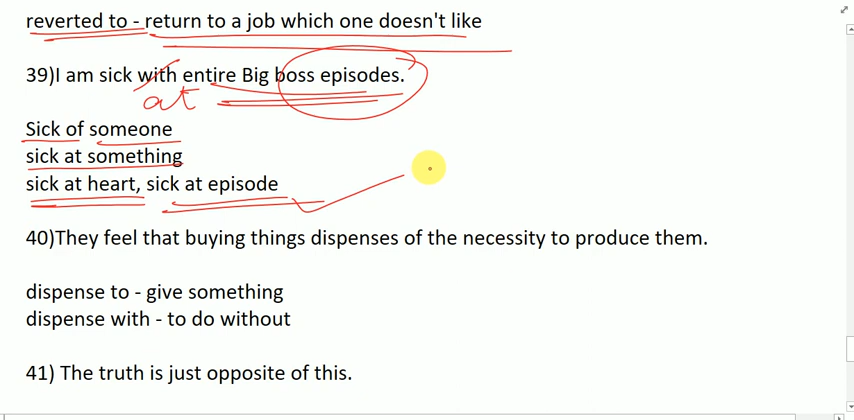 reverted to - return to a job which one doesn't like
39)I am sick with entire Big boss episodes.
at
Sick of someone
sick at something
sick at heart, sick at episode
40)They feel that buying things dispenses of the necessity to produce them.
dispense to - give something
dispense with - to do without
41) The truth is just opposite of this.